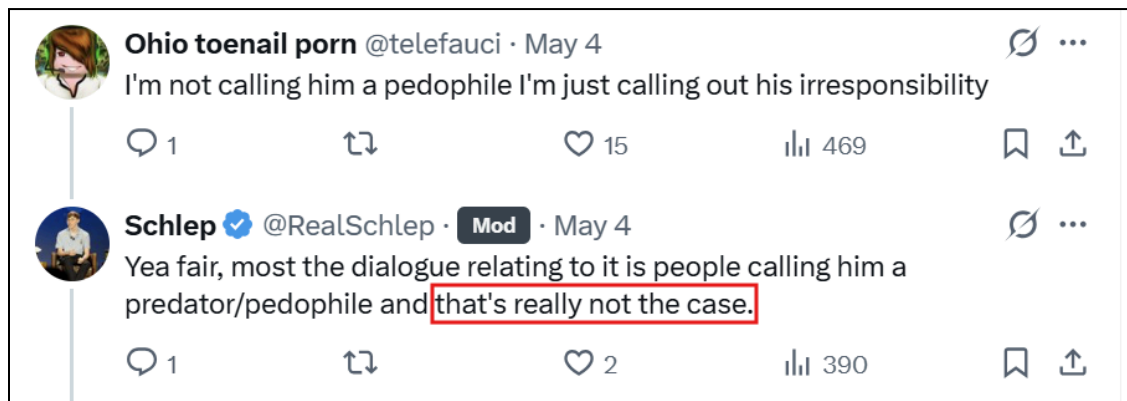 Ohio toenail porn @telefauci · May 4
I'm not calling him a pedophile I'm just calling out his irresponsibility
1 15 469
Schlep @RealSchlep · Mod · May 4
Yea fair, most the dialogue relating to it is people calling him a
predator/pedophile and that's really not the case.
1 2 390